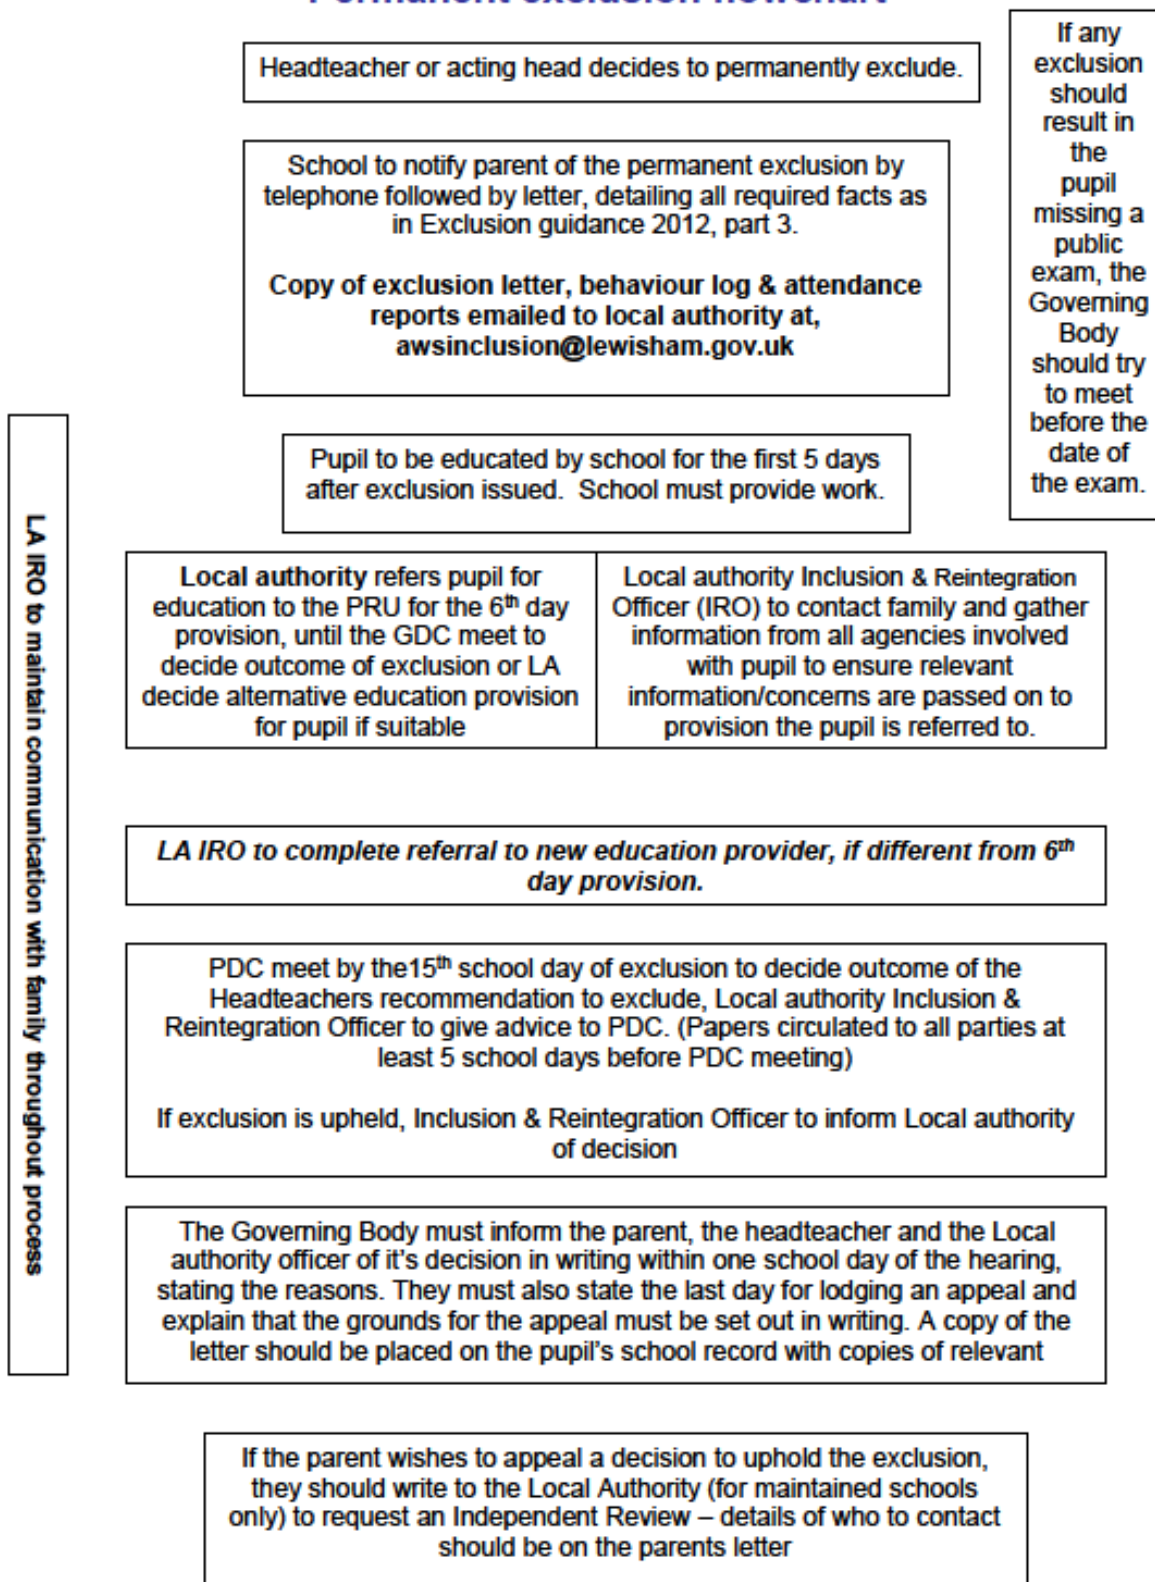 Permanent exclusion flowchart
Headteacher or acting head decides to permanently exclude.
If any
exclusion
should
result in
the
pupil
missing a
public
exam, the
Governing
Body
should try
to meet
before the
date of
the exam.
School to notify parent of the permanent exclusion by
telephone followed by letter, detailing all required facts as
in Exclusion guidance 2012, part 3.
Copy of exclusion letter, behaviour log & attendance
reports emailed to local authority at,
awsinclusion@lewisham.gov.uk
Pupil to be educated by school for the first 5 days
after exclusion issued. School must provide work.
LA IRO to maintain communication with family throughout process
Local authority refers pupil for
education to the PRU for the 6th day
provision, until the GDC meet to
decide outcome of exclusion or LA
decide alternative education provision
for pupil if suitable
Local authority Inclusion & Reintegration
Officer (IRO) to contact family and gather
information from all agencies involved
with pupil to ensure relevant
information/concerns are passed on to
provision the pupil is referred to.
LA IRO to complete referral to new education provider, if different from 6th
day provision.
PDC meet by the15th school day of exclusion to decide outcome of the
Headteachers recommendation to exclude, Local authority Inclusion &
Reintegration Officer to give advice to PDC. (Papers circulated to all parties at
least 5 school days before PDC meeting)
If exclusion is upheld, Inclusion & Reintegration Officer to inform Local authority
of decision
The Governing Body must inform the parent, the headteacher and the Local
authority officer of it's decision in writing within one school day of the hearing,
stating the reasons. They must also state the last day for lodging an appeal and
explain that the grounds for the appeal must be set out in writing. A copy of the
letter should be placed on the pupil's school record with copies of relevant
If the parent wishes to appeal a decision to uphold the exclusion,
they should write to the Local Authority (for maintained schools
only) to request an Independent Review – details of who to contact
should be on the parents letter